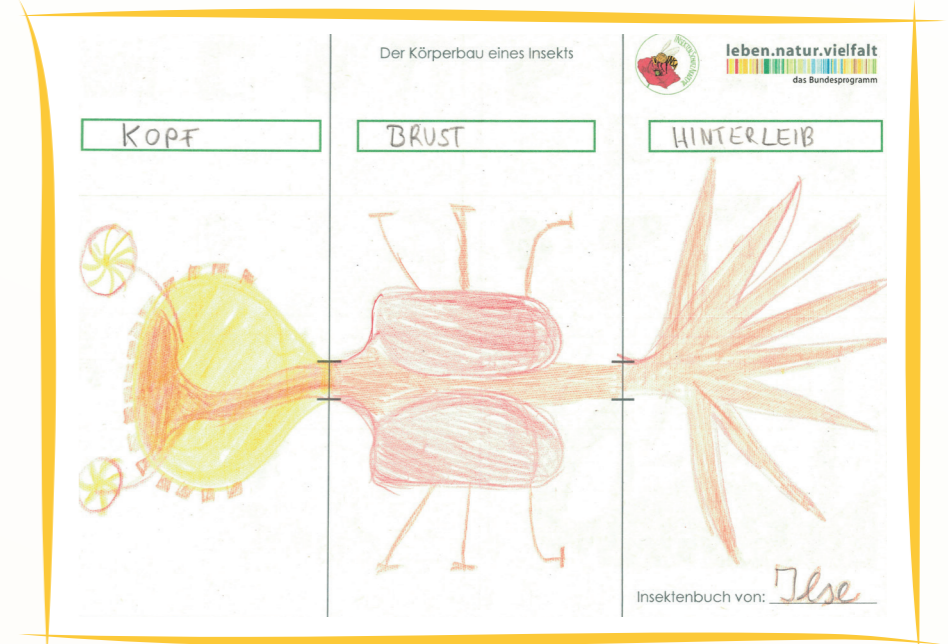 Der Körperbau eines Insekts
leben.natur.vielfalt
das Bundesprogramm
KOPF
BRUST
HINTERLEIB
Insektenbuch von: Ilse